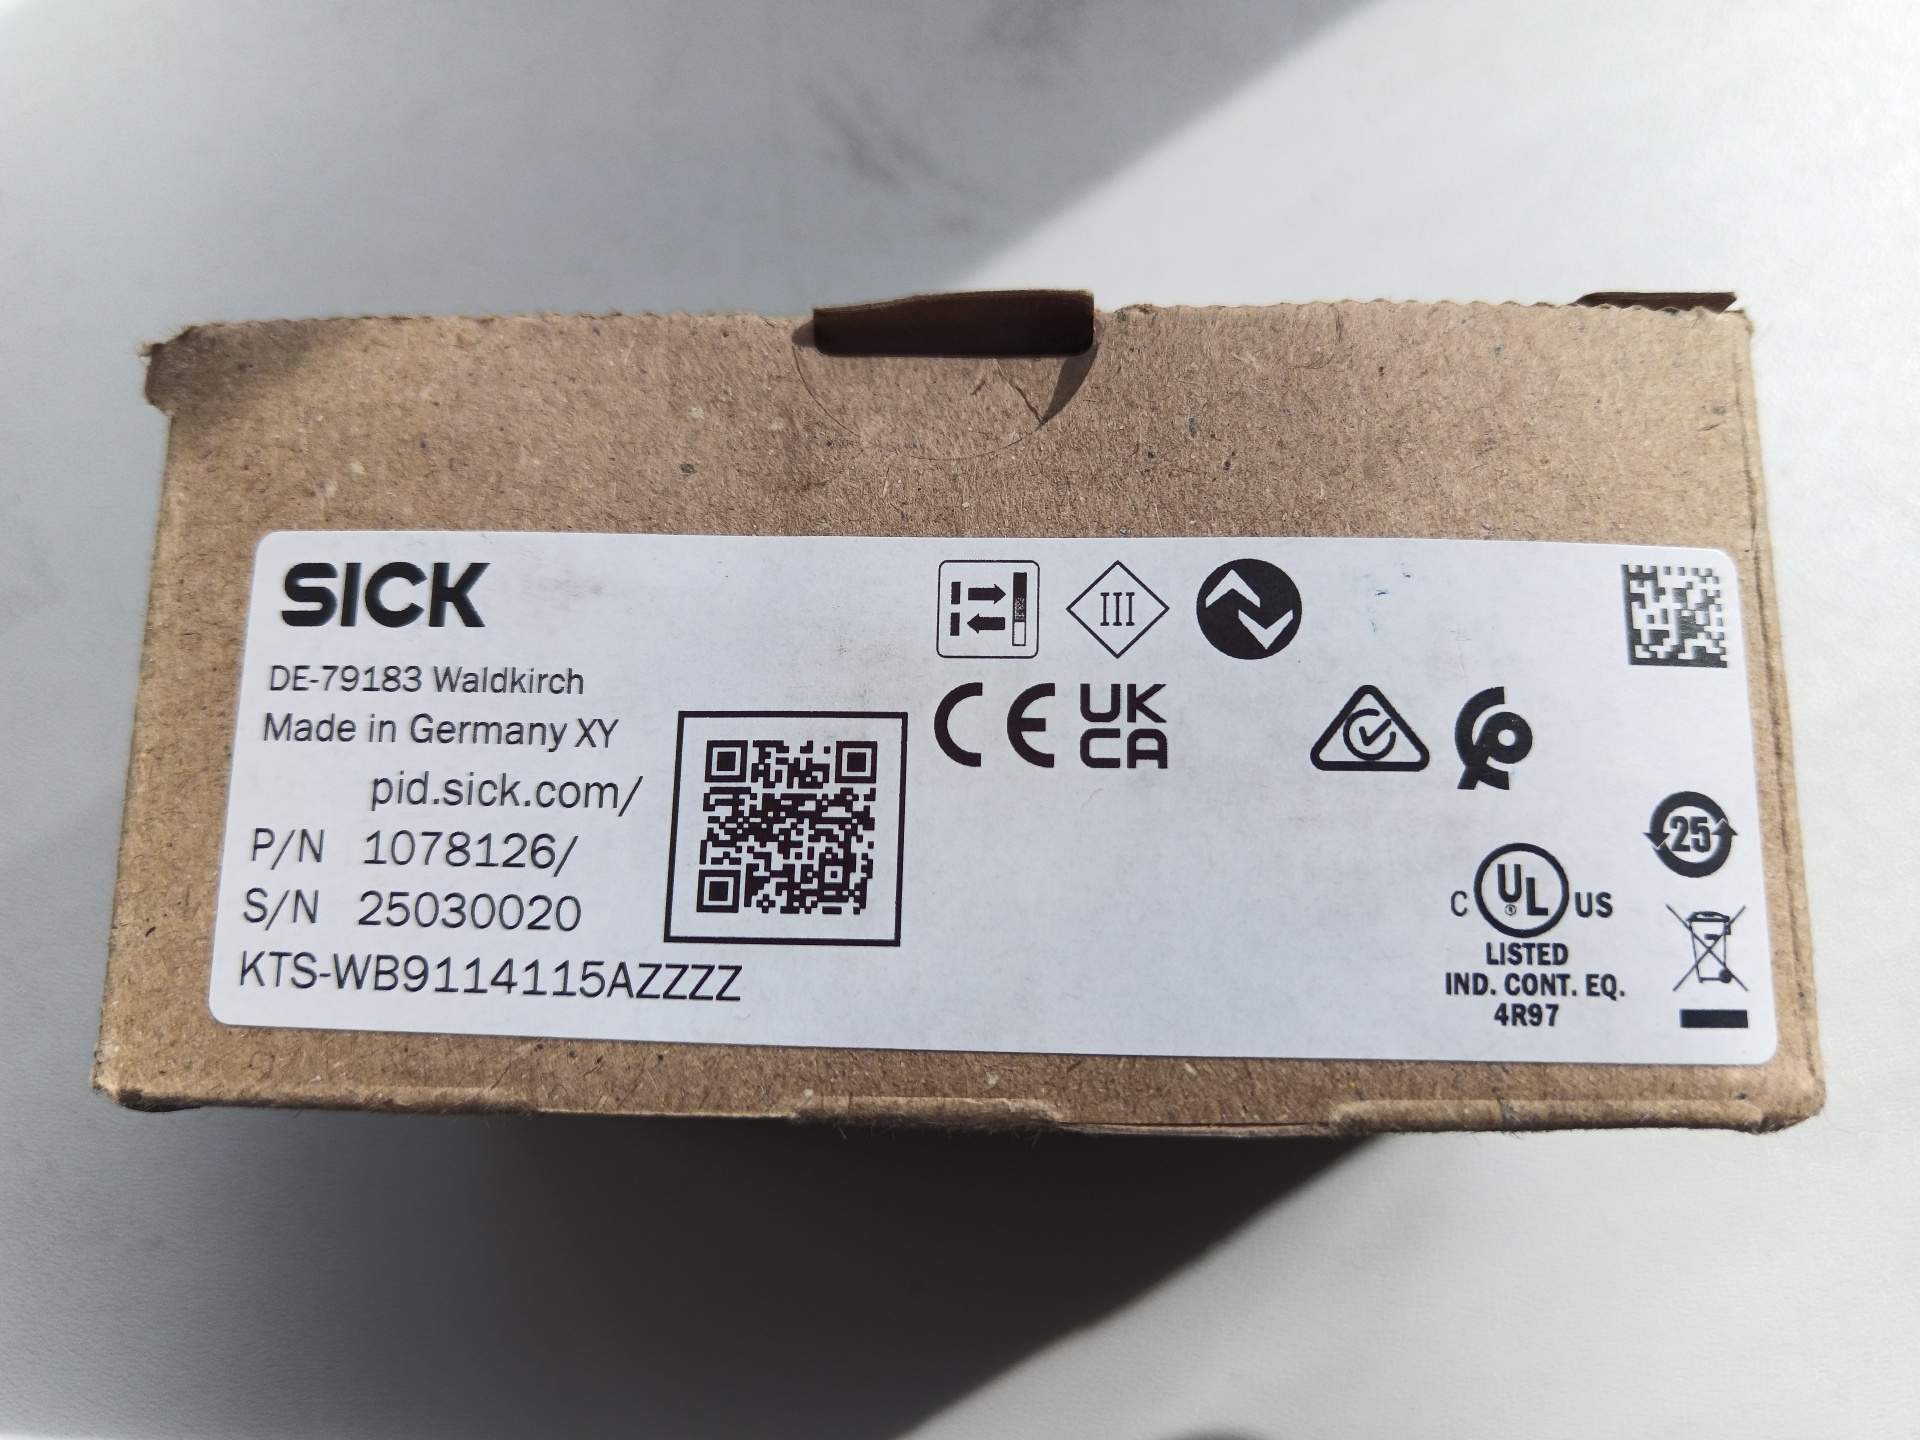 SICK
DE-79183 Waldkirch
Made in Germany XY
pid.sick.com/
P/N 1078126/
S/N 25030020
KTS-WB9114115AZZZZ
III
CE UK CA
25
C UL US
LISTED
IND. CONT. EQ.
4R97